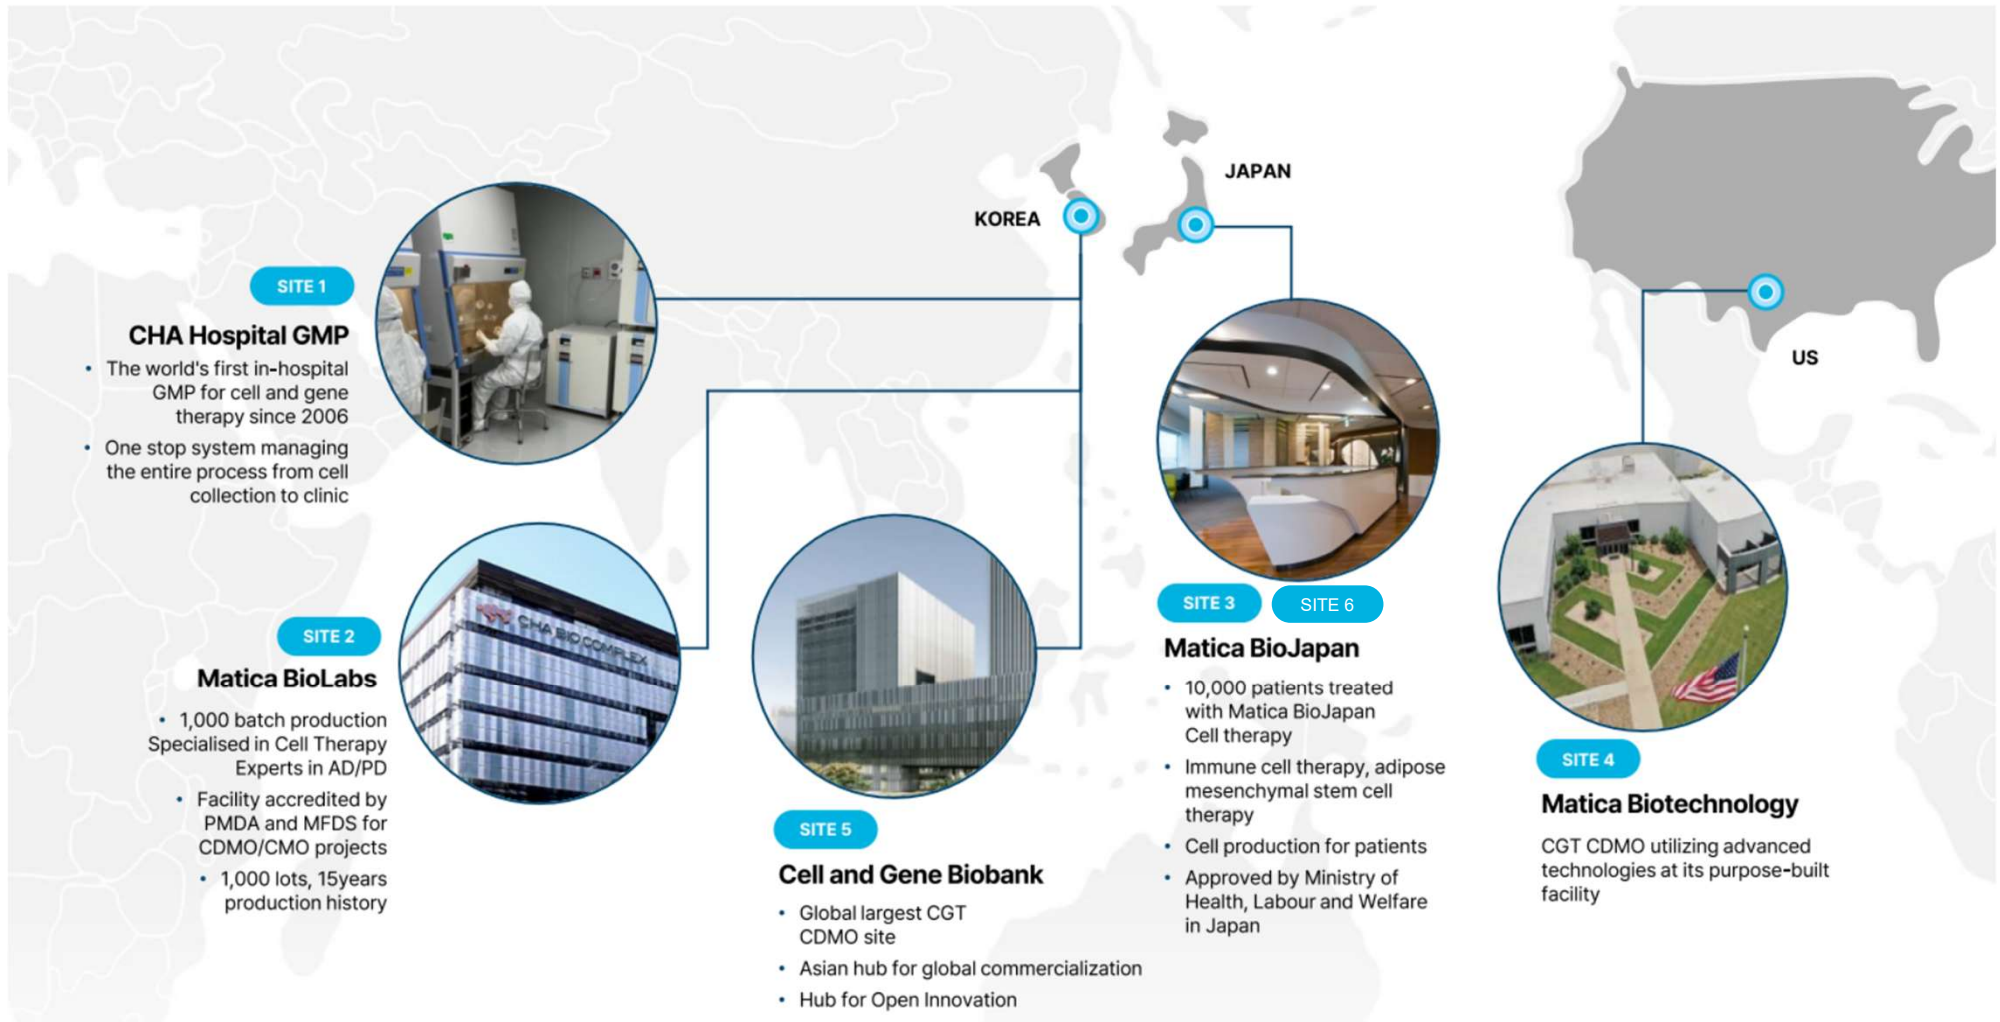 JAPAN
KOREA
US
SITE 1
CHA Hospital GMP
• The world's first in-hospital
GMP for cell and gene
therapy since 2006
• One stop system managing
the entire process from cell
collection to clinic
SITE 2
Matica BioLabs
• 1,000 batch production
Specialised in Cell Therapy
Experts in AD/PD
• Facility accredited by
PMDA and MFDS for
CDMO/CMO projects
• 1,000 lots, 15years
production history
CHA BIO COMPLEX
SITE 5
Cell and Gene Biobank
• Global largest CGT
CDMO site
• Asian hub for global commercialization
• Hub for Open Innovation
SITE 3
SITE 6
Matica BioJapan
• 10,000 patients treated
with Matica BioJapan
Cell therapy
• Immune cell therapy, adipose
mesenchymal stem cell
therapy
• Cell production for patients
• Approved by Ministry of
Health, Labour and Welfare
in Japan
SITE 4
Matica Biotechnology
CGT CDMO utilizing advanced
technologies at its purpose-built
facility